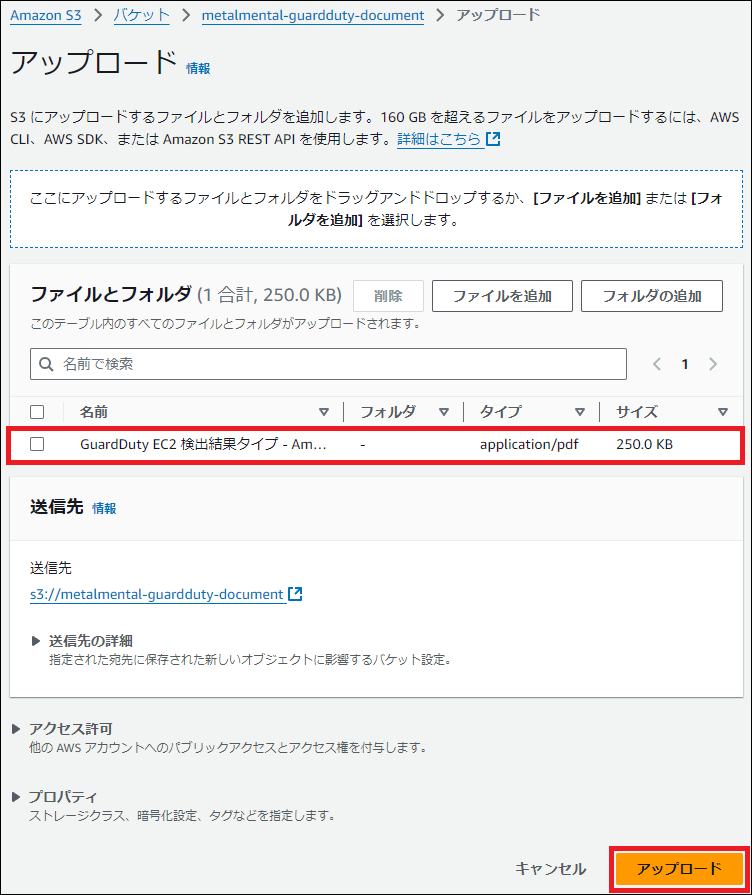 Amazon S3 > バケット > metalmental-guardduty-document > アップロード
アップロード 情報
S3 にアップロードするファイルとフォルダを追加します。160 GB を超えるファイルをアップロードするには、AWS
CLI、AWS SDK、または Amazon S3 REST API を使用します。詳細はこちら
ここにアップロードするファイルとフォルダをドラッグアンドドロップするか、[ファイルを追加] または [フォ
ルダを追加] を選択します。
ファイルとフォルダ (1 合計, 250.0 KB) 削除 ファイルを追加 フォルダの追加
このテーブル内のすべてのファイルとフォルダがアップロードされます。
名前で検索 < 1 >
名前 フォルダ タイプ サイズ
GuardDuty EC2 検出結果タイプ - Am... - application/pdf 250.0 KB
送信先 情報
送信先
s3://metalmental-guardduty-document
送信先の詳細
指定された宛先に保存された新しいオブジェクトに影響するバケット設定。
アクセス許可
他の AWS アカウントへのパブリックアクセスとアクセス権を付与します。
プロパティ
ストレージクラス、暗号化設定、タグなどを指定します。
キャンセル アップロード